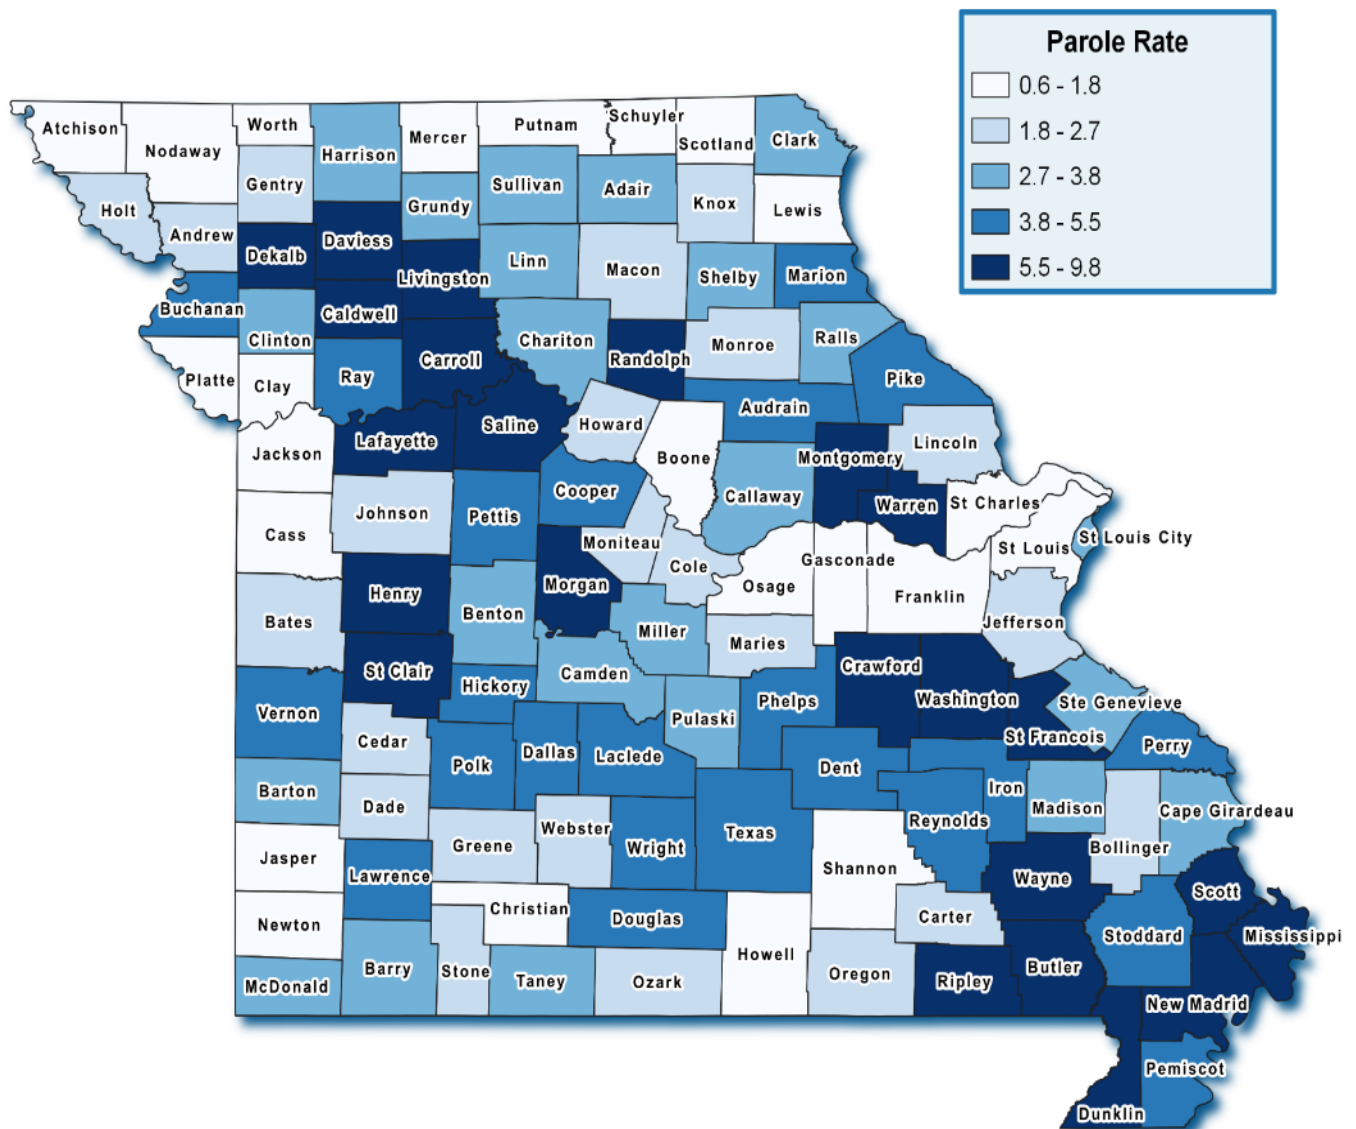 Parole Rate
0.6 - 1.8
1.8 - 2.7
2.7 - 3.8
3.8 - 5.5
5.5 - 9.8
Atchison
Nodaway
Worth
Harrison
Mercer
Putnam
Schuyler
Scotland
Clark
Holt
Andrew
Gentry
Grundy
Sullivan
Adair
Knox
Lewis
Dekalb
Daviess
Livingston
Linn
Macon
Shelby
Marion
Buchanan
Clinton
Caldwell
Chariton
Randolph
Monroe
Ralls
Platte
Clay
Ray
Carroll
Pike
Audrain
Jackson
Lafayette
Saline
Howard
Boone
Montgomery
Lincoln
Cass
Johnson
Pettis
Cooper
Callaway
Warren
St Charles
St Louis
St Louis City
Moniteau
Cole
Osage
Gasconade
Franklin
Jefferson
Bates
Henry
Benton
Morgan
Miller
Maries
Vernon
St Clair
Hickory
Camden
Pulaski
Phelps
Crawford
Washington
St Francois
Ste Genevieve
Perry
Cedar
Polk
Dallas
Laclede
Dent
Iron
Madison
Cape Girardeau
Barton
Dade
Greene
Webster
Wright
Texas
Reynolds
Bollinger
Jasper
Lawrence
Christian
Douglas
Shannon
Wayne
Scott
Newton
Stone
Howell
Carter
Stoddard
Mississippi
McDonald
Barry
Taney
Ozark
Oregon
Ripley
Butler
New Madrid
Pemiscot
Dunklin